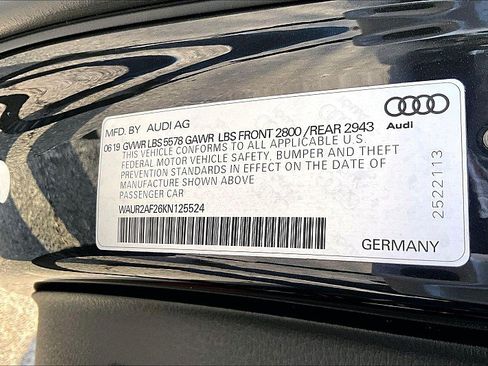 MFD. BY AUDI AG
06 19 GVWR LBS 5578 GAWR LBS FRONT 2800 / REAR 2943
THIS VEHICLE CONFORMS TO ALL APPLICABLE U.S.
FEDERAL MOTOR VEHICLE SAFETY, BUMPER AND THEFT
PREVENTION STANDARDS IN EFFECT ON THE DATE OF
MANUFACTURE SHOWN ABOVE
PASSENGER CAR
WAUR2AF26KN125524
Audi
2522113
GERMANY